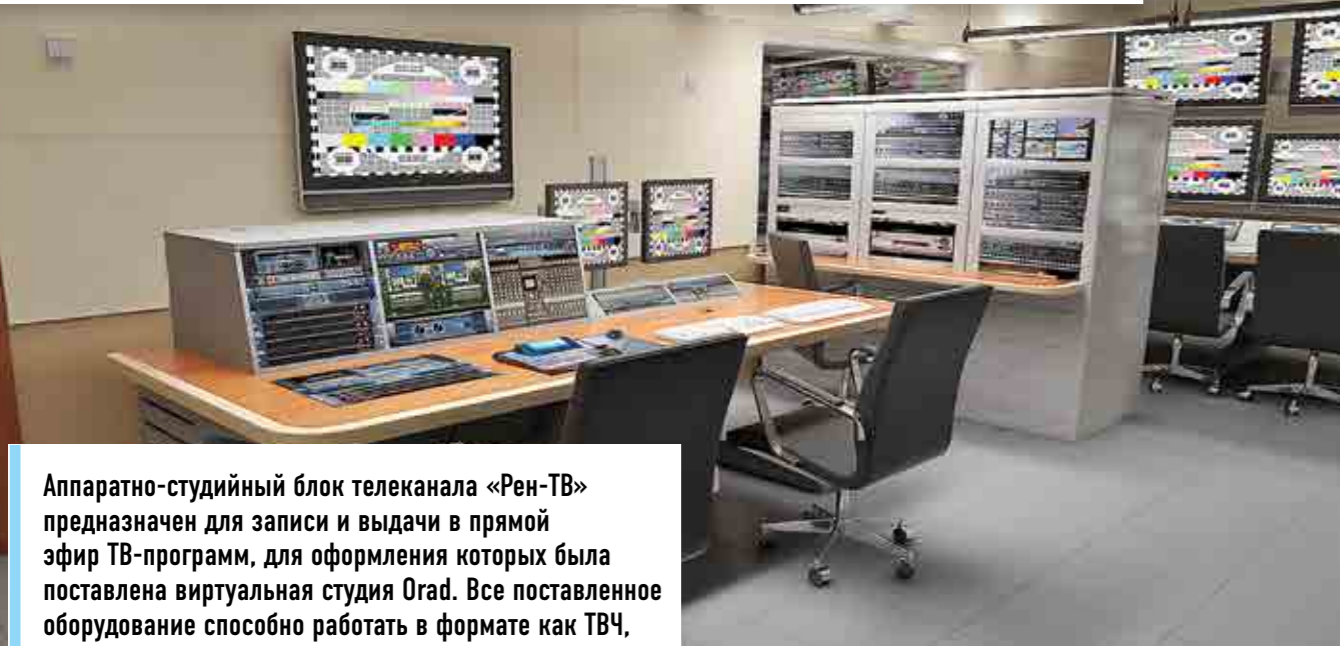 Аппаратно-студийный блок телеканала «Рен-ТВ»
предназначен для записи и выдачи в прямой
эфир ТВ-программ, для оформления которых была
поставлена виртуальная студия Orad. Все поставленное
оборудование способно работать в формате как ТВЧ,